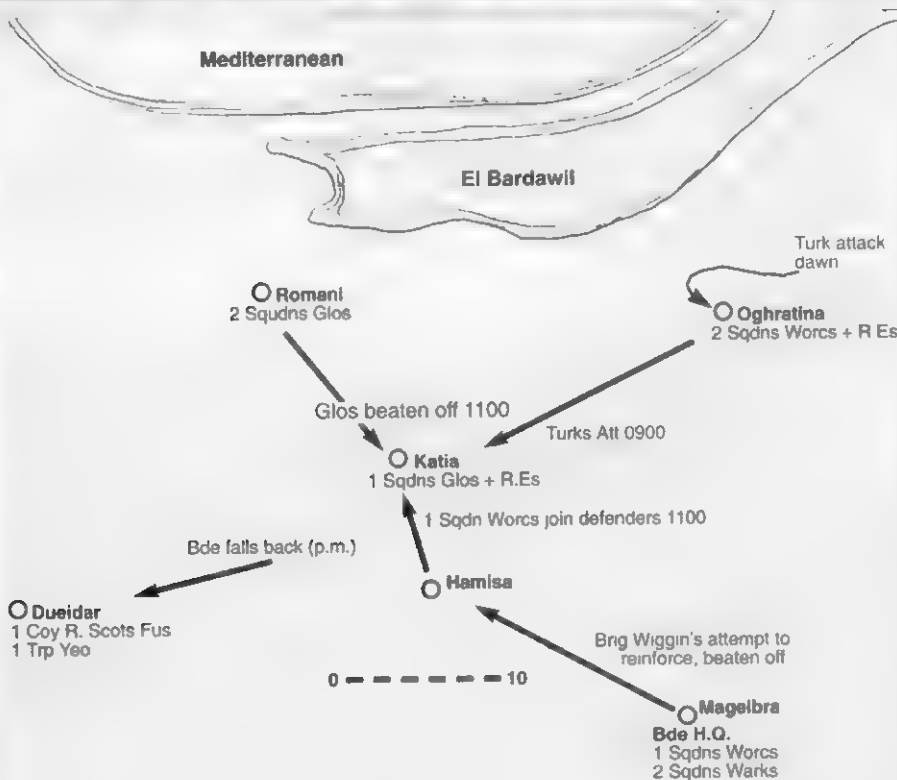 Mediterranean
El Bardawil
Turk attack
dawn
Romani
2 Squdns Glos
Oghratina
2 Sqdns Worcs + R Es
Glos beaten off 1100
Turks Att 0900
Katia
1 Sqdns Glos + R.Es
1 Sqdn Worcs join defenders 1100
Bde falls back (p.m.)
Hamisa
Dueidar
1 Coy R. Scots Fus
1 Trp Yeo
Brig Wiggin's attempt to
reinforce, beaten off
0 10
Magelbra
Bde H.Q.
1 Sqdns Worcs
2 Sqdns Warks